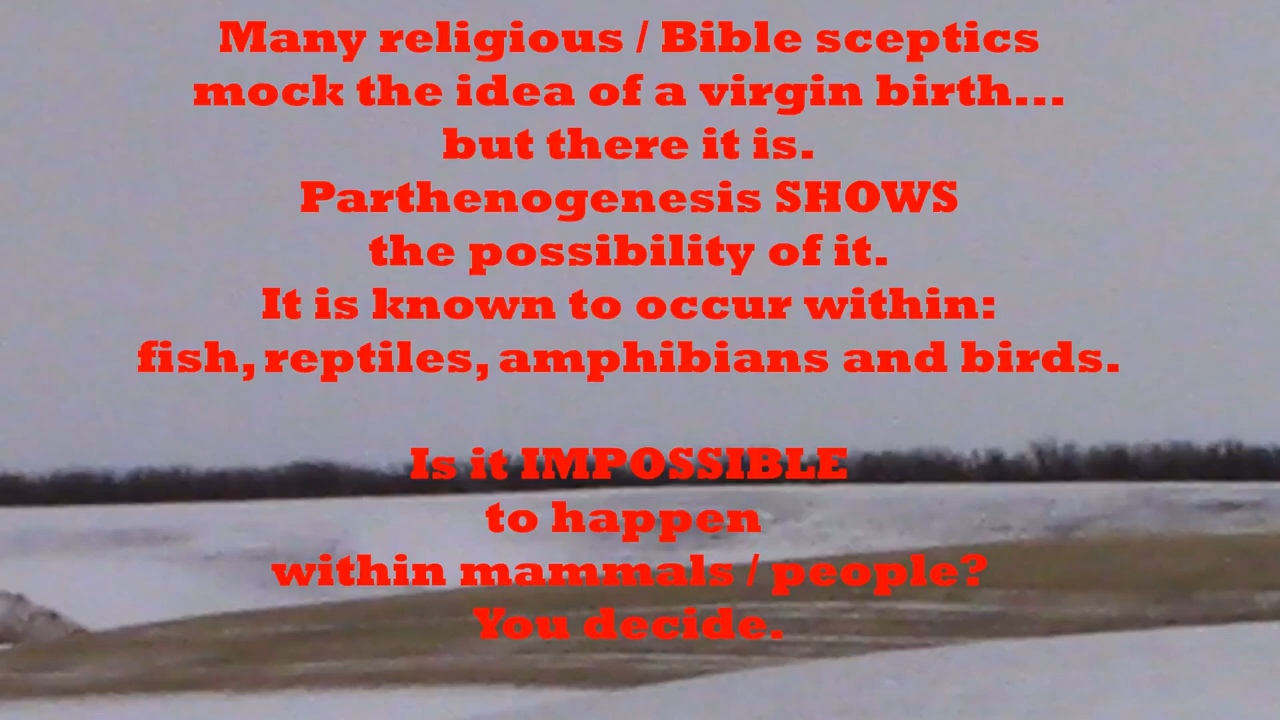 Many religious / Bible sceptics
mock the idea of a virgin birth...
but there it is.
Parthenogenesis SHOWS
the possibility of it.
It is known to occur within:
fish, reptiles, amphibians and birds.
Is it IMPOSSIBLE
to happen
within mammals / people?
You decide.